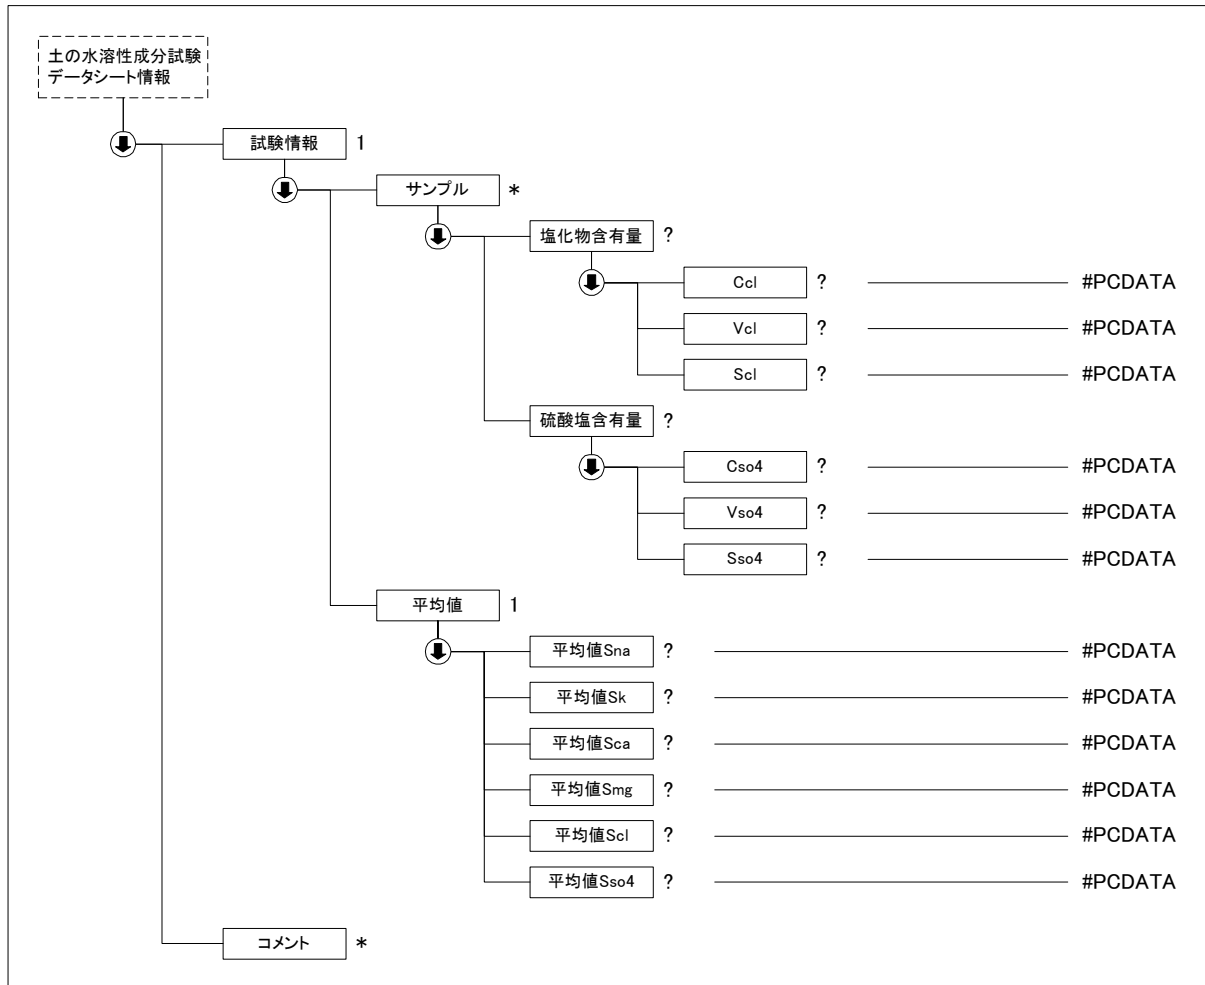 土の水溶性成分試験
データシート情報
試験情報 1
サンプル *
塩化物含有量 ?
Ccl ? #PCDATA
Vcl ? #PCDATA
Scl ? #PCDATA
硫酸塩含有量 ?
Cso4 ? #PCDATA
Vso4 ? #PCDATA
Sso4 ? #PCDATA
平均値 1
平均値Sna ? #PCDATA
平均値Sk ? #PCDATA
平均値Sca ? #PCDATA
平均値Smg ? #PCDATA
平均値Scl ? #PCDATA
平均値Sso4 ? #PCDATA
コメント *